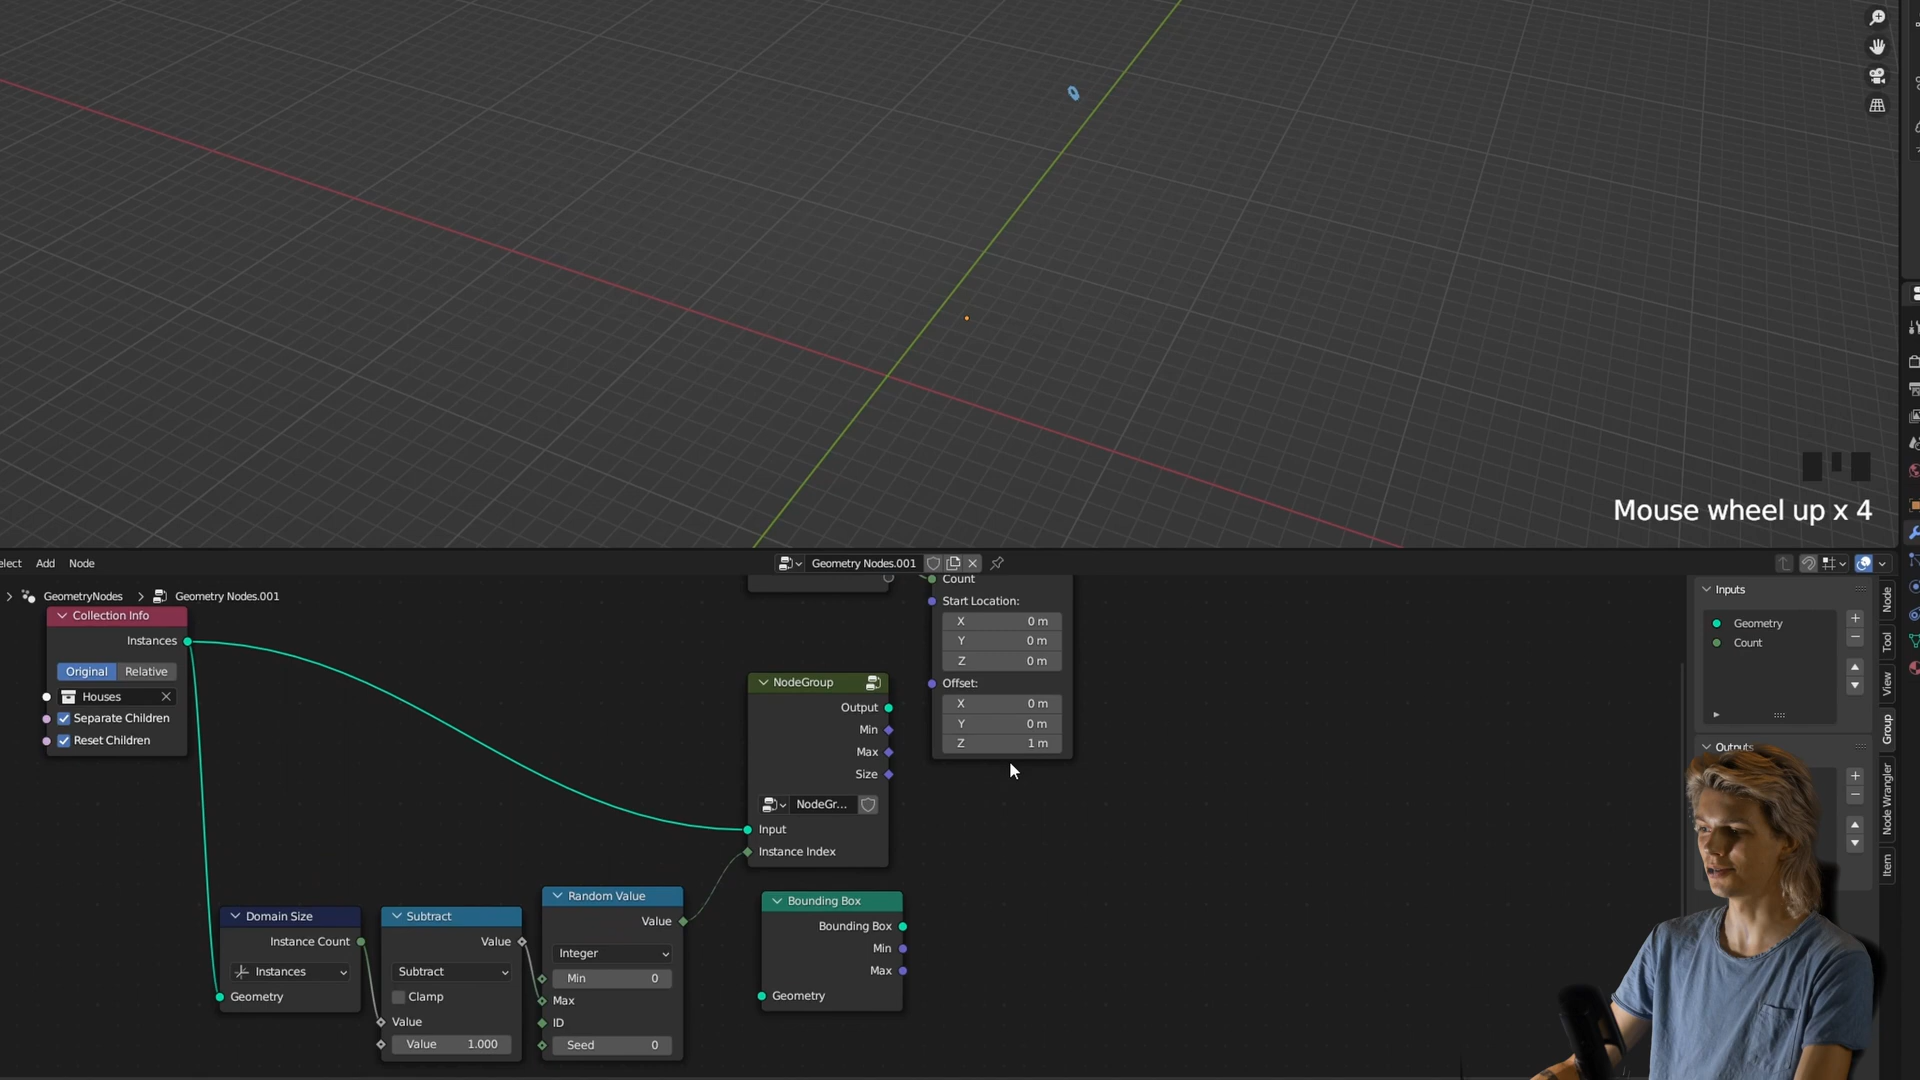 Mouse wheel up x 4
elect Add Node
Geometry Nodes.001
GeometryNodes
Geometry Nodes.001
Collection Info
Instances
Original
Relative
Houses
Separate Children
Reset Children
Count
Start Location:
X 0 m
Y 0 m
Z 0 m
Offset:
X 0 m
Y 0 m
Z 1 m
NodeGroup
Output
Min
Max
Size
NodeGr...
Input
Instance Index
Domain Size
Instance Count
Instances
Geometry
Subtract
Value
Subtract
Clamp
Value
Value 1.000
Random Value
Value
Integer
Min 0
Max
ID
Seed 0
Bounding Box
Bounding Box
Min
Max
Geometry
Inputs
Geometry
Count
Outputs
Node
Tool
View
Group
Node Wrangler
Item